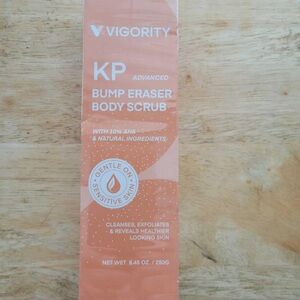 VIGORITY
KP ADVANCED
BUMP ERASER
BODY SCRUB
WITH 10% AHA
& NATURAL INGREDIENTS
GENTLE ON
SENSITIVE SKIN
CLEANSES, EXFOLIATES
& REVEALS HEALTHIER
LOOKING SKIN
NET WT. 8.45 OZ. / 250G